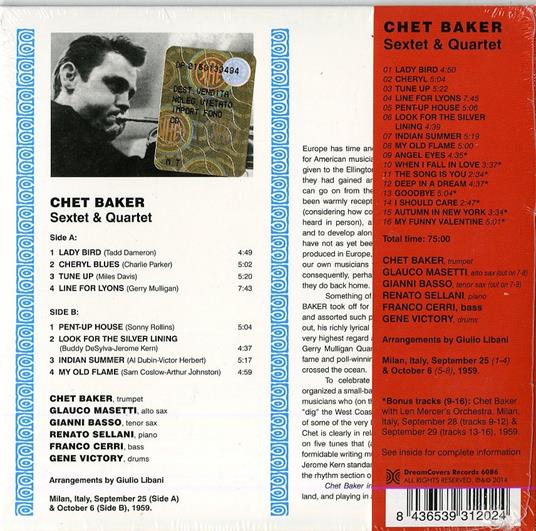 OP 0159133494
DEST. VENDITA
NOLEG. VIETATO
IMPORT FONO
CD
CHET BAKER
Sextet & Quartet
Side A:
1 LADY BIRD (Tadd Dameron) 4:49
2 CHERYL BLUES (Charlie Parker) 5:02
3 TUNE UP (Miles Davis) 5:20
4 LINE FOR LYONS (Gerry Mulligan) 7:43
SIDE B:
1 PENT-UP HOUSE (Sonny Rollins) 5:04
2 LOOK FOR THE SILVER LINING
(Buddy DeSylva-Jerome Kern) 4:37
3 INDIAN SUMMER (Al Dubin-Victor Herbert) 5:17
4 MY OLD FLAME (Sam Coslow-Arthur Johnston) 4:59
CHET BAKER, trumpet
GLAUCO MASETTI, alto sax
GIANNI BASSO, tenor sax
RENATO SELLANI, piano
FRANCO CERRI, bass
GENE VICTORY, drums
Arrangements by Giulio Libani
Milan, Italy, September 25 (Side A)
& October 6 (Side B), 1959.
Europe has time and
for American musicia
given to the Ellingtor
they had gained ar
can go on from the
been warmly recept
(considering how co
heard in person), a
and to develop alon
have not as yet bee
produced in Europe,
our own musicians
consequently, perhap
they do back home.
Something of
BAKER took off for
and assorted such p
out, his richly lyrical
very highest regard a
Gerry Mulligan Quar
fame and poll-winnin
crossed the ocean.
To celebrate
organized a small-ba
musicians who (on th
"dig" the West Coas
of some of the very b
Chet is clearly in rela
on five tunes that (a
formidable writing mu
Jerome Kern standar
the rhythm section o
Chet Baker in
land, and playing in a
CHET BAKER
Sextet & Quartet
01 LADY BIRD 4:50
02 CHERYL 5:04
03 TUNE UP 5:22
04 LINE FOR LYONS 7:45
05 PENT-UP HOUSE 5:06
06 LOOK FOR THE SILVER
LINING 4:39
07 INDIAN SUMMER 5:19
08 MY OLD FLAME 5:00
09 ANGEL EYES 4:35*
10 WHEN I FALL IN LOVE 3:37*
11 THE SONG IS YOU 2:34*
12 DEEP IN A DREAM 4:37*
13 GOODBYE 5:04*
14 I SHOULD CARE 2:47*
15 AUTUMN IN NEW YORK 3:34*
16 MY FUNNY VALENTINE 5:01*
Total time: 75:00
CHET BAKER, trumpet
GLAUCO MASETTI, alto sax (out on 7-8)
GIANNI BASSO, tenor sax (out on 7-8)
RENATO SELLANI, piano
FRANCO CERRI, bass
GENE VICTORY, drums
Arrangements by Giulio Libani
Milan, Italy, September 25 (1-4)
& October 6 (5-8), 1959.
*Bonus tracks (9-16): Chet Baker
with Len Mercer's Orchestra. Milan,
Italy, September 28 (tracks 9-12) &
September 29 (tracks 13-16), 1959.
See inside for complete information
DreamCovers Records 6086
ALL RIGHTS RESERVED. ℗&© 2014
8 436539 312024